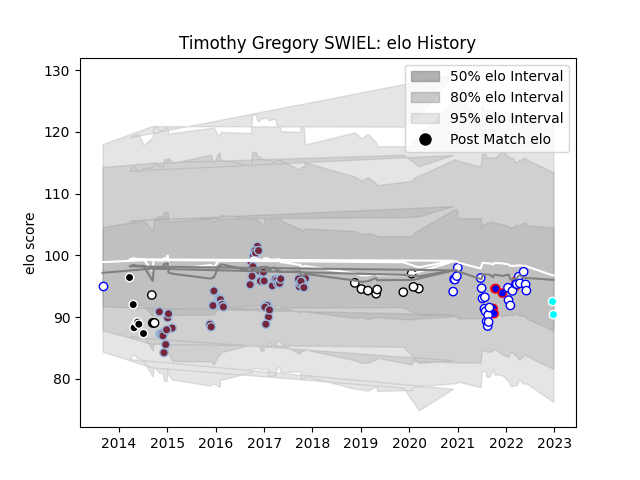 Timothy Gregory SWIEL: elo History
50% elo Interval
80% elo Interval
95% elo Interval
Post Match elo
elo score
130
120
110
100
90
80
2014 2015 2016 2017 2018 2019 2020 2021 2022 2023